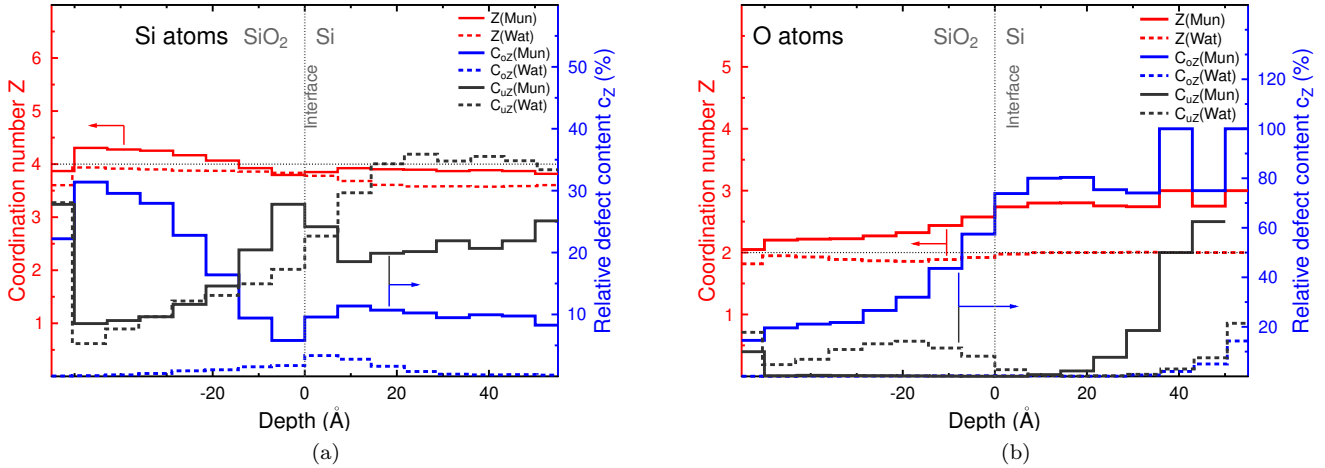 Si atoms SiO2 Si
Interface
Z(Mun)
Z(Wat)
CoZ(Mun)
CoZ(Wat)
CuZ(Mun)
CuZ(Wat)
Coordination number Z
1
2
3
4
5
6
Relative defect content cZ (%)
10
20
30
40
50
-20 0 20 40
Depth (Å)
(a)
O atoms SiO2 Si
Interface
Z(Mun)
Z(Wat)
CoZ(Mun)
CoZ(Wat)
CuZ(Mun)
CuZ(Wat)
Coordination number Z
1
2
3
4
5
Relative defect content cZ (%)
20
40
60
80
100
120
-20 0 20 40
Depth (Å)
(b)